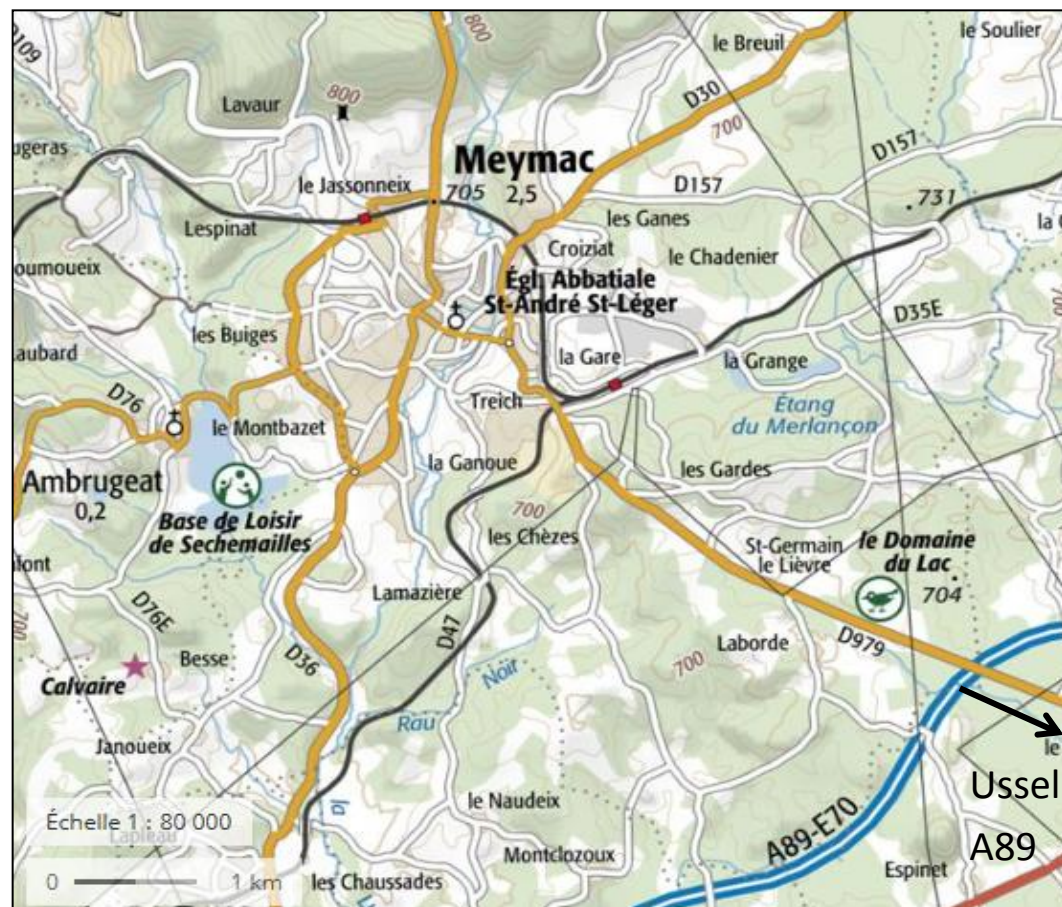 D109
800
le Breuil
le Soulier
Lavaur
800
D30
700
D157
ugeras
Meymac
le Jassonneix
705
2,5
D157
731
les Ganes
Lespinat
Croiziat
le Chadenier
oumoueix
Égl. Abbatiale
St-André St-Léger
D35E
les Buiges
la Gare
la Grange
aubard
D76
Treich
Étang
du Merlançon
le Montbazet
la Ganoue
les Gardes
Ambrugeat
0,2
Base de Loisir
de Sechemailles
700
les Chèzes
St-Germain
le Lièvre
le Domaine
du Lac
704
lont
Lamazière
D76E
D47
700
Besse
D36
Noir
Laborde
D979
700
Calvaire
Rau
Janoueix
le
la
Ussel
Échelle 1 : 80 000
le Naudeix
A89-E70
A89
Lapleau
Montclozoux
Espinet
0
1 km
les Chaussades